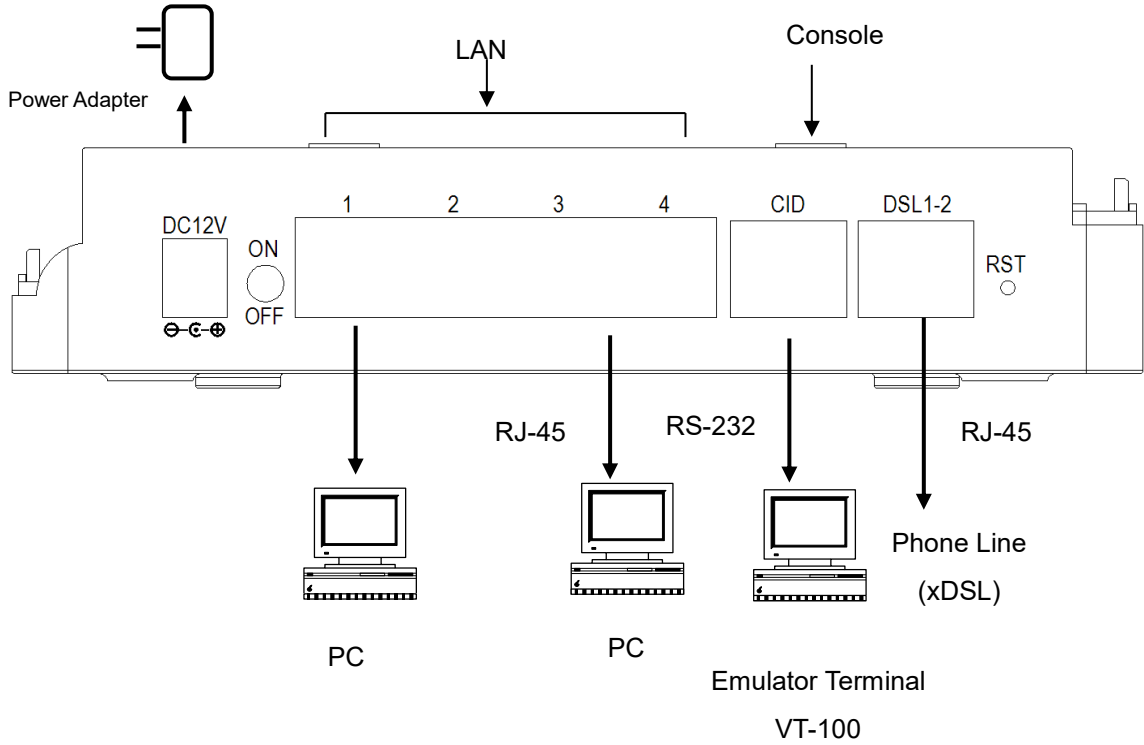 LAN
Console
Power Adapter
1 2 3 4 CID DSL1-2
DC12V
ON
OFF
RST
RJ-45 RS-232 RJ-45
Phone Line
(xDSL)
PC PC
Emulator Terminal
VT-100